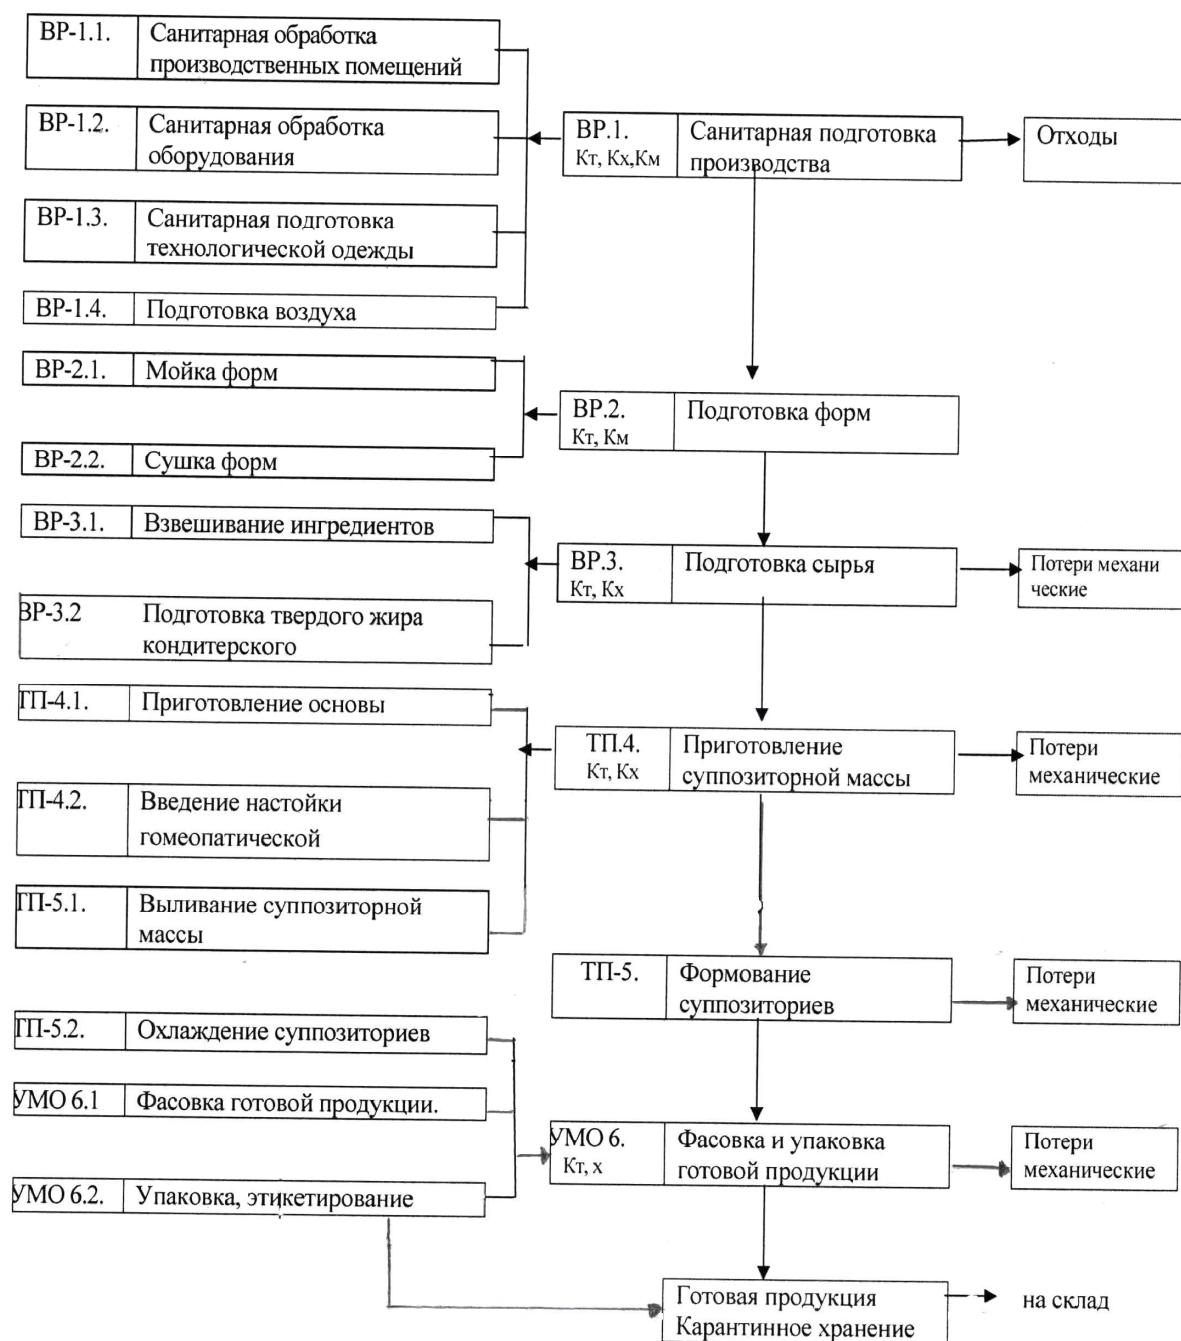 ВР-1.1. Санитарная обработка
производственных помещений
ВР-1.2. Санитарная обработка
оборудования
ВР.1. Санитарная подготовка
Кт, Кх,Км производства
Отходы
ВР-1.3. Санитарная подготовка
технологической одежды
ВР-1.4. Подготовка воздуха
ВР-2.1. Мойка форм
ВР.2. Подготовка форм
Кт, Км
ВР-2.2. Сушка форм
ВР-3.1. Взвешивание ингредиентов
ВР.3. Подготовка сырья
Кт, Кх
Потери механи
ческие
ВР-3.2 Подготовка твердого жира
кондитерского
ТП-4.1. Приготовление основы
ТП.4. Приготовление
Кт, Кх суппозиторной массы
Потери
механические
ТП-4.2. Введение настойки
гомеопатической
ТП-5.1. Выливание суппозиторной
массы
ТП-5. Формование
суппозиториев
Потери
механические
ТП-5.2. Охлаждение суппозиториев
УМО 6.1 Фасовка готовой продукции.
УМО 6. Фасовка и упаковка
Кт, х готовой продукции
Потери
механические
УМО 6.2. Упаковка, этикетирование
Готовая продукция
Карантинное хранение
на склад